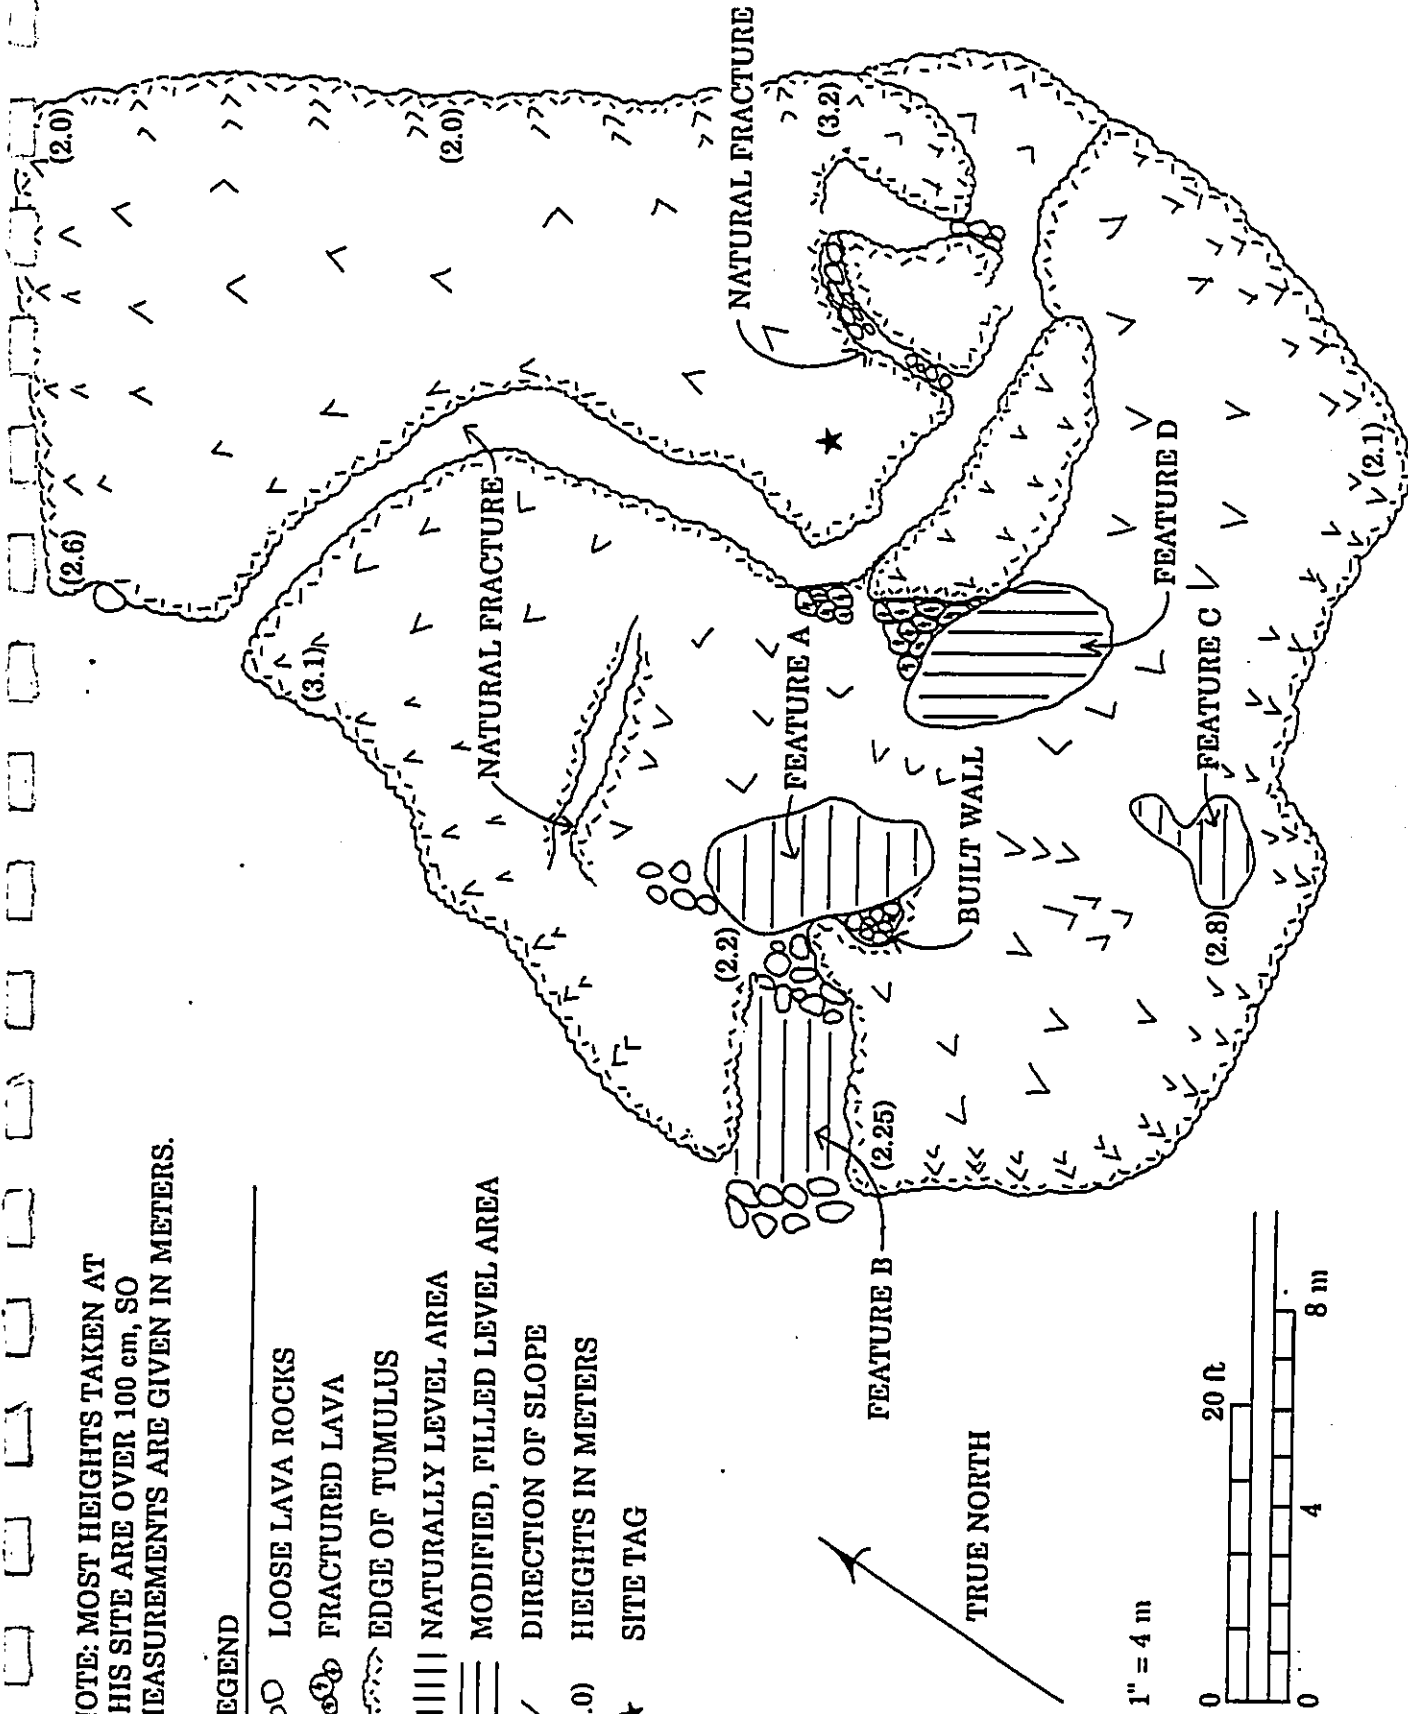 OTE: MOST HEIGHTS TAKEN AT
HIS SITE ARE OVER 100 cm, SO
MEASUREMENTS ARE GIVEN IN METERS.
EGEND
LOOSE LAVA ROCKS
FRACTURED LAVA
EDGE OF TUMULUS
NATURALLY LEVEL AREA
MODIFIED, FILLED LEVEL AREA
DIRECTION OF SLOPE
.0) HEIGHTS IN METERS
SITE TAG
TRUE NORTH
1" = 4 m
0 20 ft
0 4 8 m
(2.6)
(2.0)
(3.1)
(2.0)
NATURAL FRACTURE
NATURAL FRACTURE
(2.2)
FEATURE A
(3.2)
FEATURE B
(2.25)
BUILT WALL
FEATURE D
(2.8)
FEATURE C
(2.1)